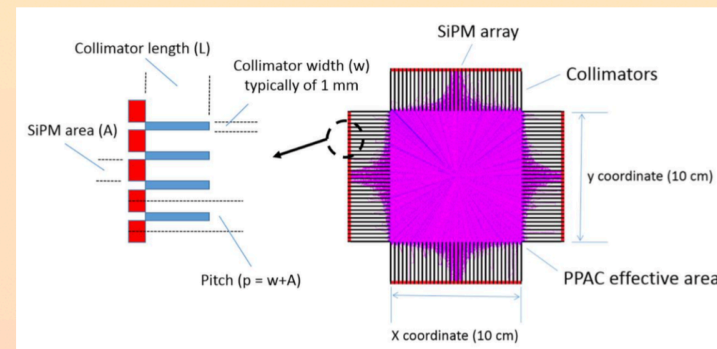 Collimator length (L)
Collimator width (w)
typically of 1 mm
SiPM area (A)
Pitch (p = w+A)
SiPM array
Collimators
y coordinate (10 cm)
PPAC effective area
X coordinate (10 cm)